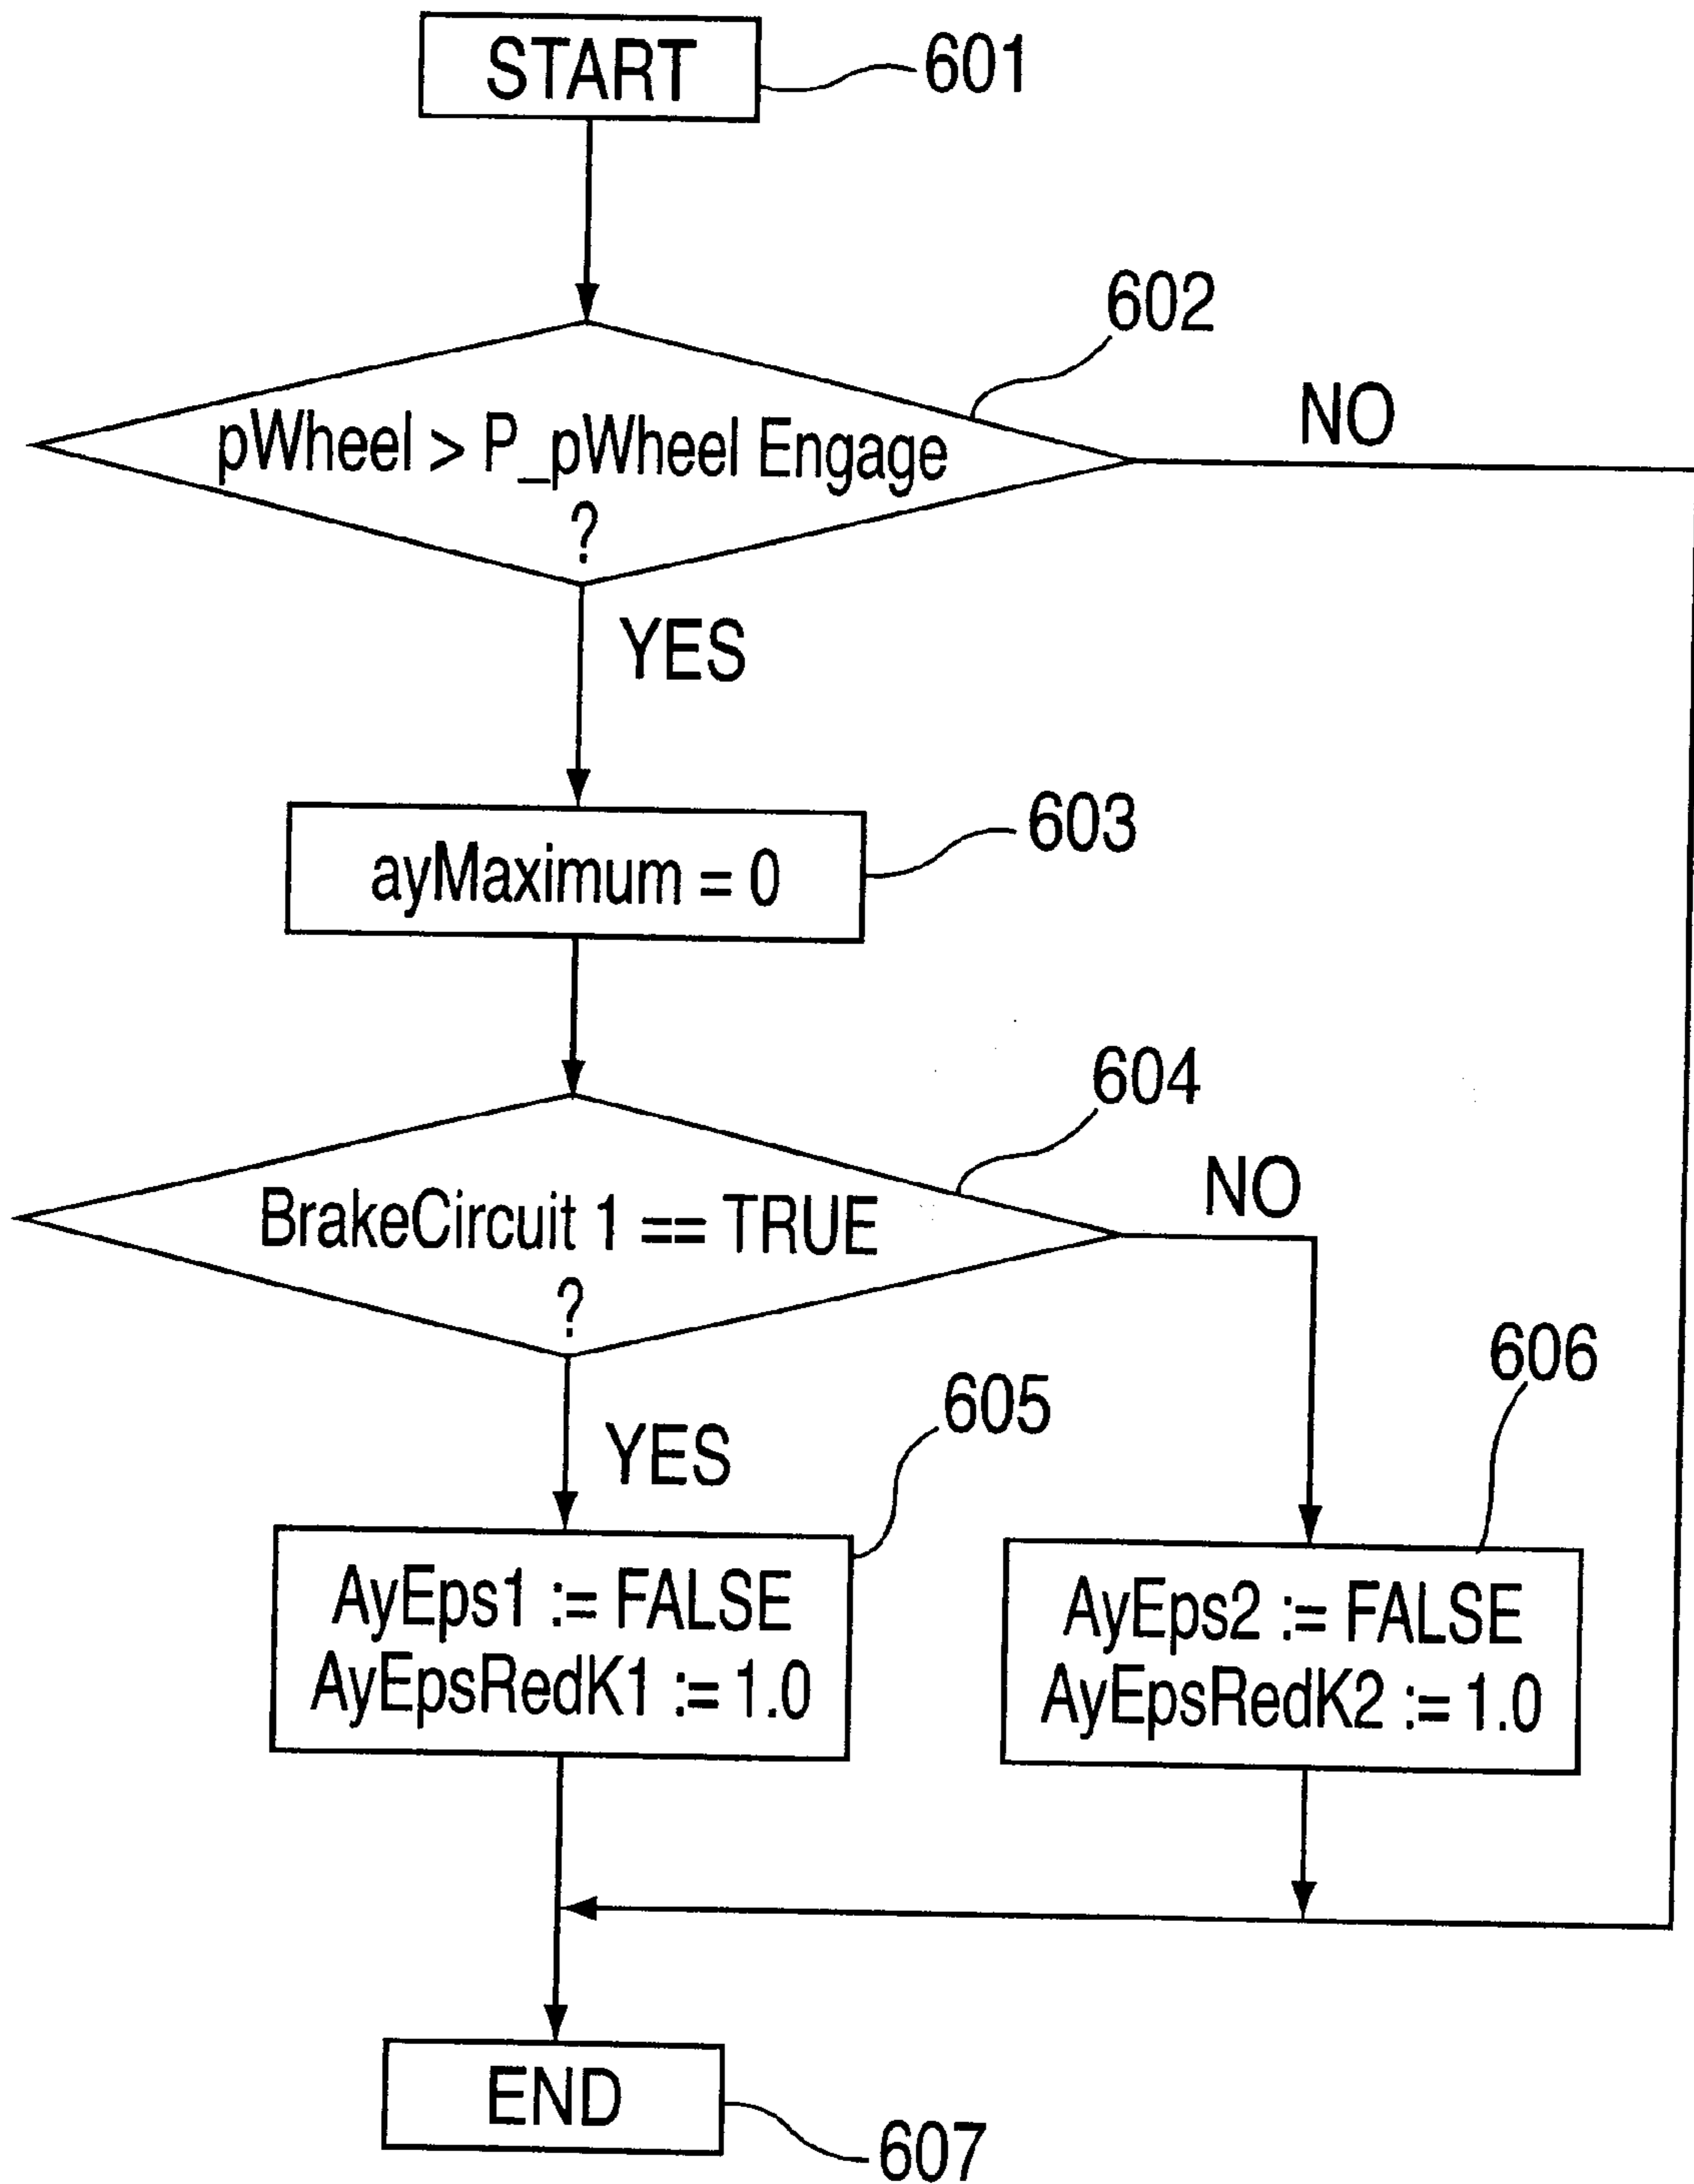 START
601
602
NO
pWheel > P_pWheel Engage
?
YES
ayMaximum = 0
603
604
NO
BrakeCircuit 1 == TRUE
?
YES
605
606
AyEps1 := FALSE
AyEpsRedK1 := 1.0
AyEps2 := FALSE
AyEpsRedK2 := 1.0
END
607